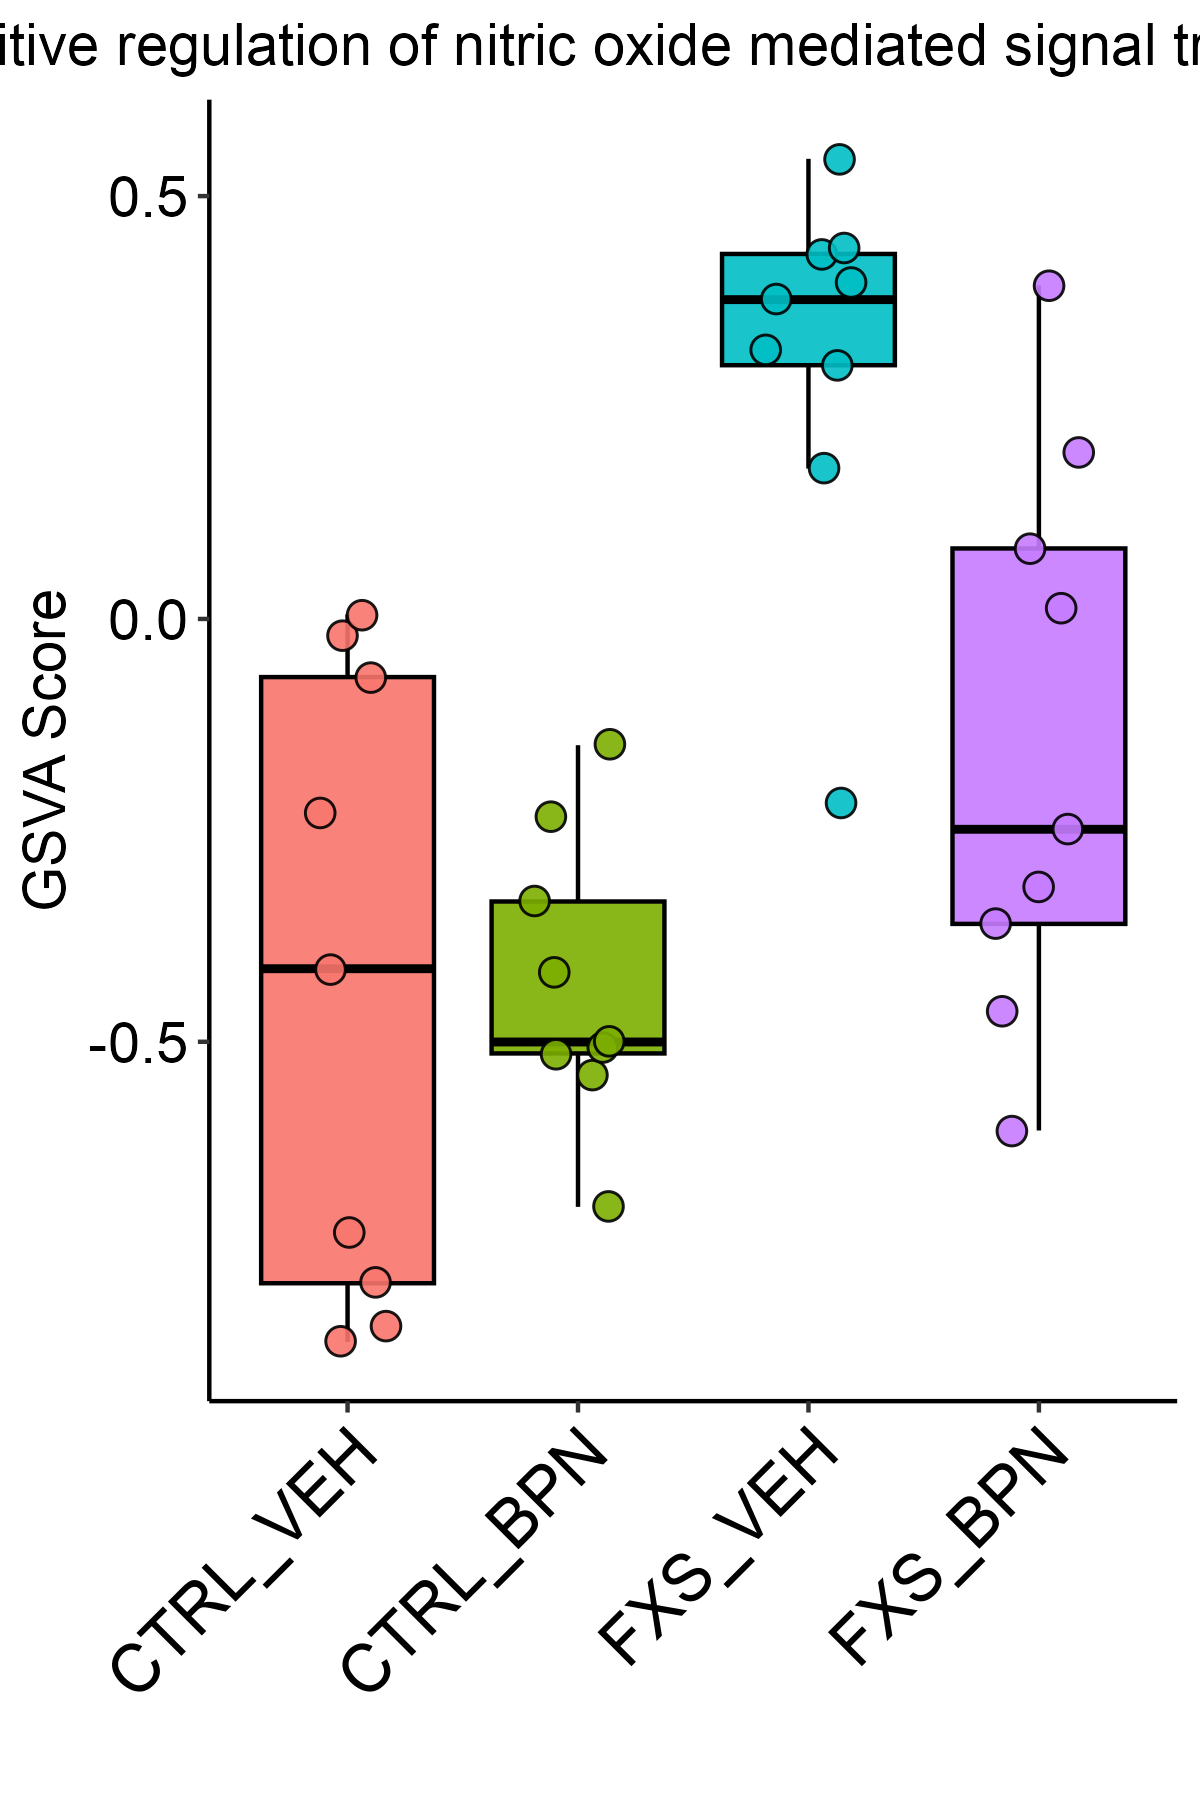 itive regulation of nitric oxide mediated signal tr
0.5
0.0
-0.5
GSVA Score
CTRL_VEH
CTRL_BPN
FXS_VEH
FXS_BPN